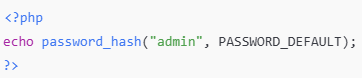 <?php
echo password_hash("admin", PASSWORD_DEFAULT);
?>